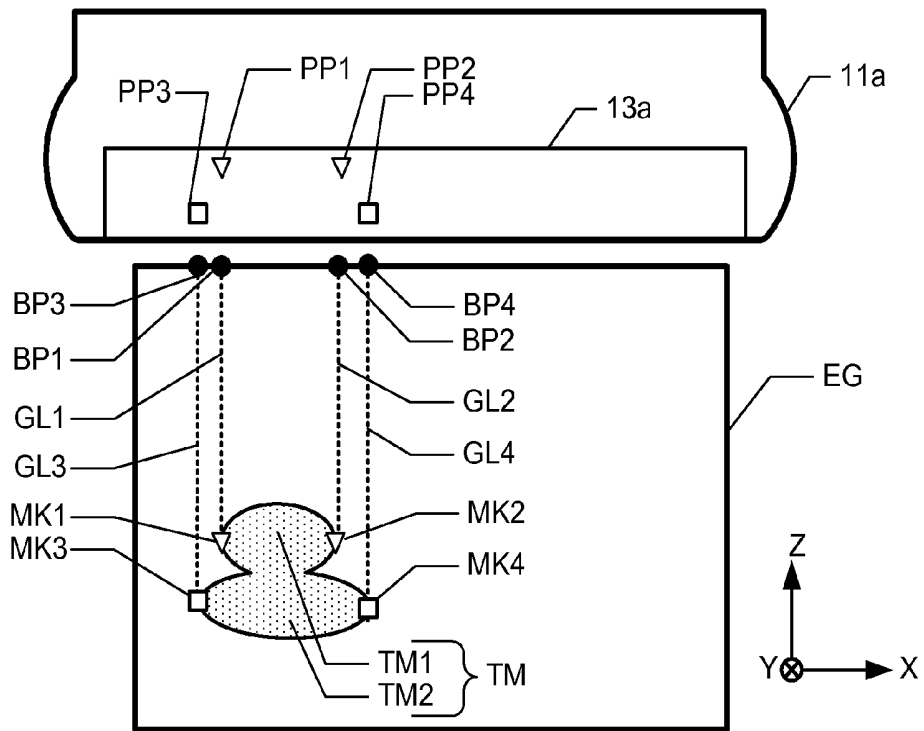 PP1
PP2
11a
PP3
PP4
13a
BP3
BP4
BP1
BP2
EG
GL1
GL2
GL3
GL4
MK1
MK2
MK3
MK4
Z
TM1
TM
TM2
Y
X